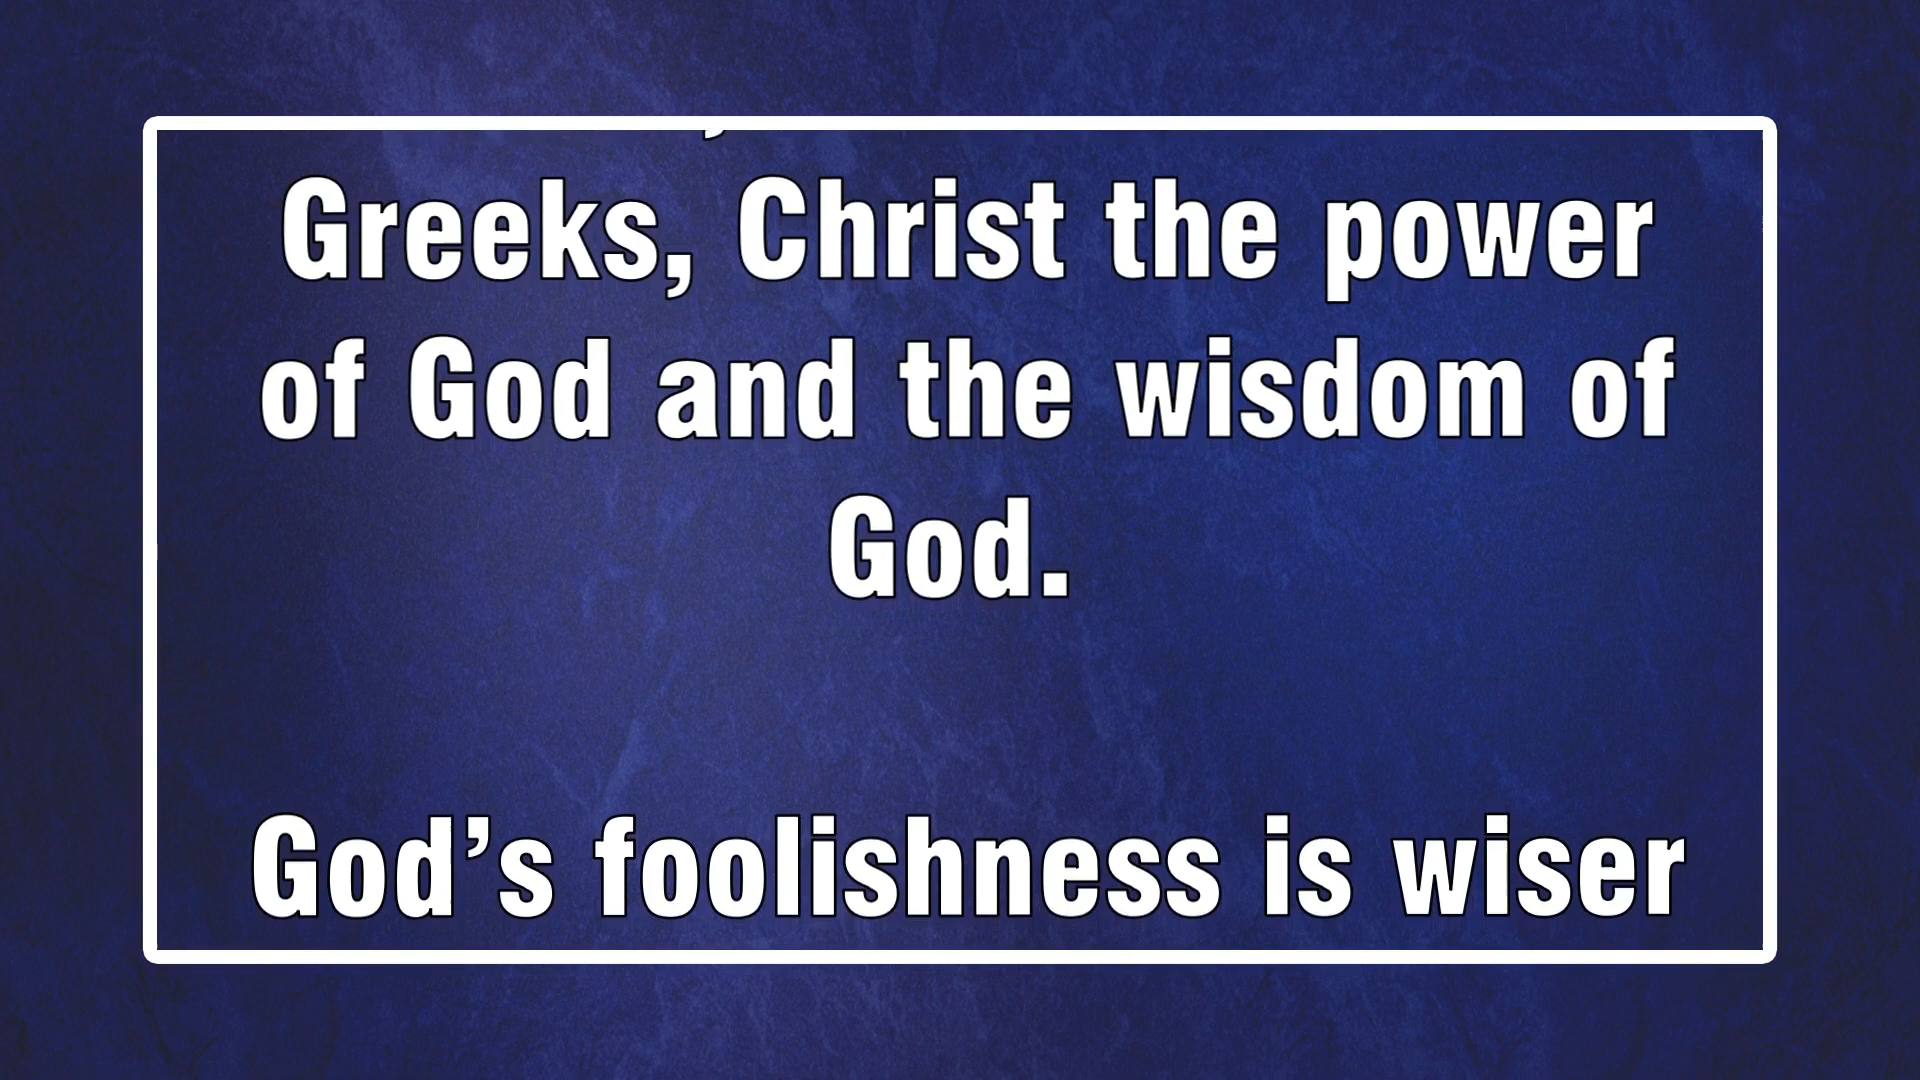 Greeks, Christ the power
of God and the wisdom of
God.
God’s foolishness is wiser